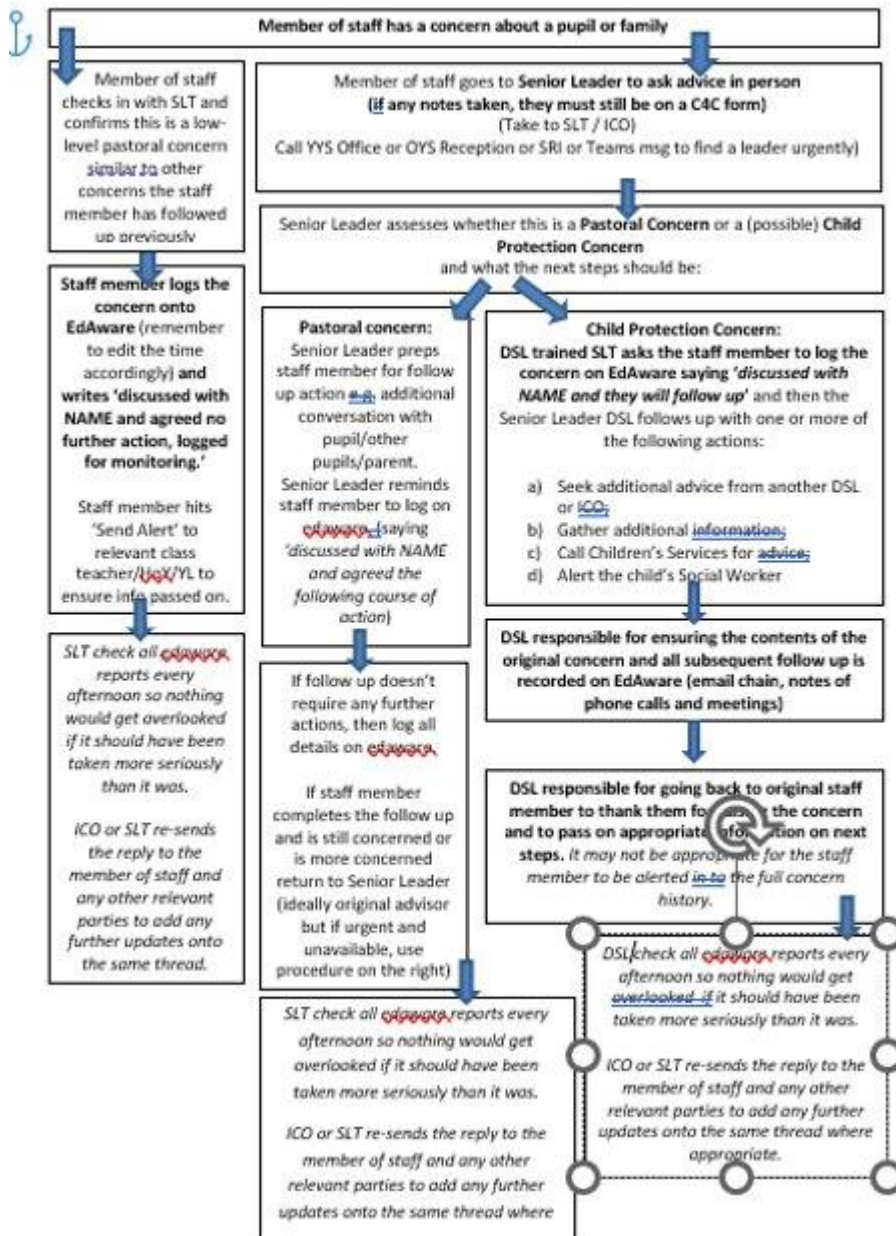 Member of staff has a concern about a pupil or family
Member of staff
checks in with SLT and
confirms this is a low-
level pastoral concern
similar to other
concerns the staff
member has followed
up previously
Member of staff goes to Senior Leader to ask advice in person
(if any notes taken, they must still be on a C4C form)
(Take to SLT / ICO)
Call YYS Office or OYS Reception or SRI or Teams msg to find a leader urgently)
Senior Leader assesses whether this is a Pastoral Concern or a (possible) Child
Protection Concern
and what the next steps should be:
Staff member logs the
concern onto
EdAware (remember
to edit the time
accordingly) and
writes 'discussed with
NAME and agreed no
further action, logged
for monitoring.'
Staff member hits
'Send Alert' to
relevant class
teacher/HoX/YL to
ensure info passed on.
SLT check all edaware
reports every
afternoon so nothing
would get overlooked
if it should have been
taken more seriously
than it was.
ICO or SLT re-sends
the reply to the
member of staff and
any other relevant
parties to add any
further updates onto
the same thread.
Pastoral concern:
Senior Leader preps
staff member for follow
up action e.g. additional
conversation with
pupil/other
pupils/parent.
Senior Leader reminds
staff member to log on
edaware (saying
'discussed with NAME
and agreed the
following course of
action)
If follow up doesn't
require any further
actions, then log all
details on edaware.
If staff member
completes the follow up
and is still concerned or
is more concerned
return to Senior Leader
(ideally original advisor
but if urgent and
unavailable, use
procedure on the right)
SLT check all edaware reports every
afternoon so nothing would get
overlooked if it should have been
taken more seriously than it was.
ICO or SLT re-sends the reply to the
member of staff and any other
relevant parties to add any further
updates onto the same thread where
Child Protection Concern:
DSL trained SLT asks the staff member to log the
concern on EdAware saying 'discussed with
NAME and they will follow up' and then the
Senior Leader DSL follows up with one or more of
the following actions:
a) Seek additional advice from another DSL
or ICO;
b) Gather additional information;
c) Call Children's Services for advice;
d) Alert the child's Social Worker
DSL responsible for ensuring the contents of the
original concern and all subsequent follow up is
recorded on EdAware (email chain, notes of
phone calls and meetings)
DSL responsible for going back to original staff
member to thank them for the concern
and to pass on appropriate on next
steps. It may not be appropriate for the staff
member to be alerted in to the full concern
history.
DSL check all edaware reports every
afternoon so nothing would get
overlooked if it should have been
taken more seriously than it was.
ICO or SLT re-sends the reply to the
member of staff and any other
relevant parties to add any further
updates onto the same thread where
appropriate.